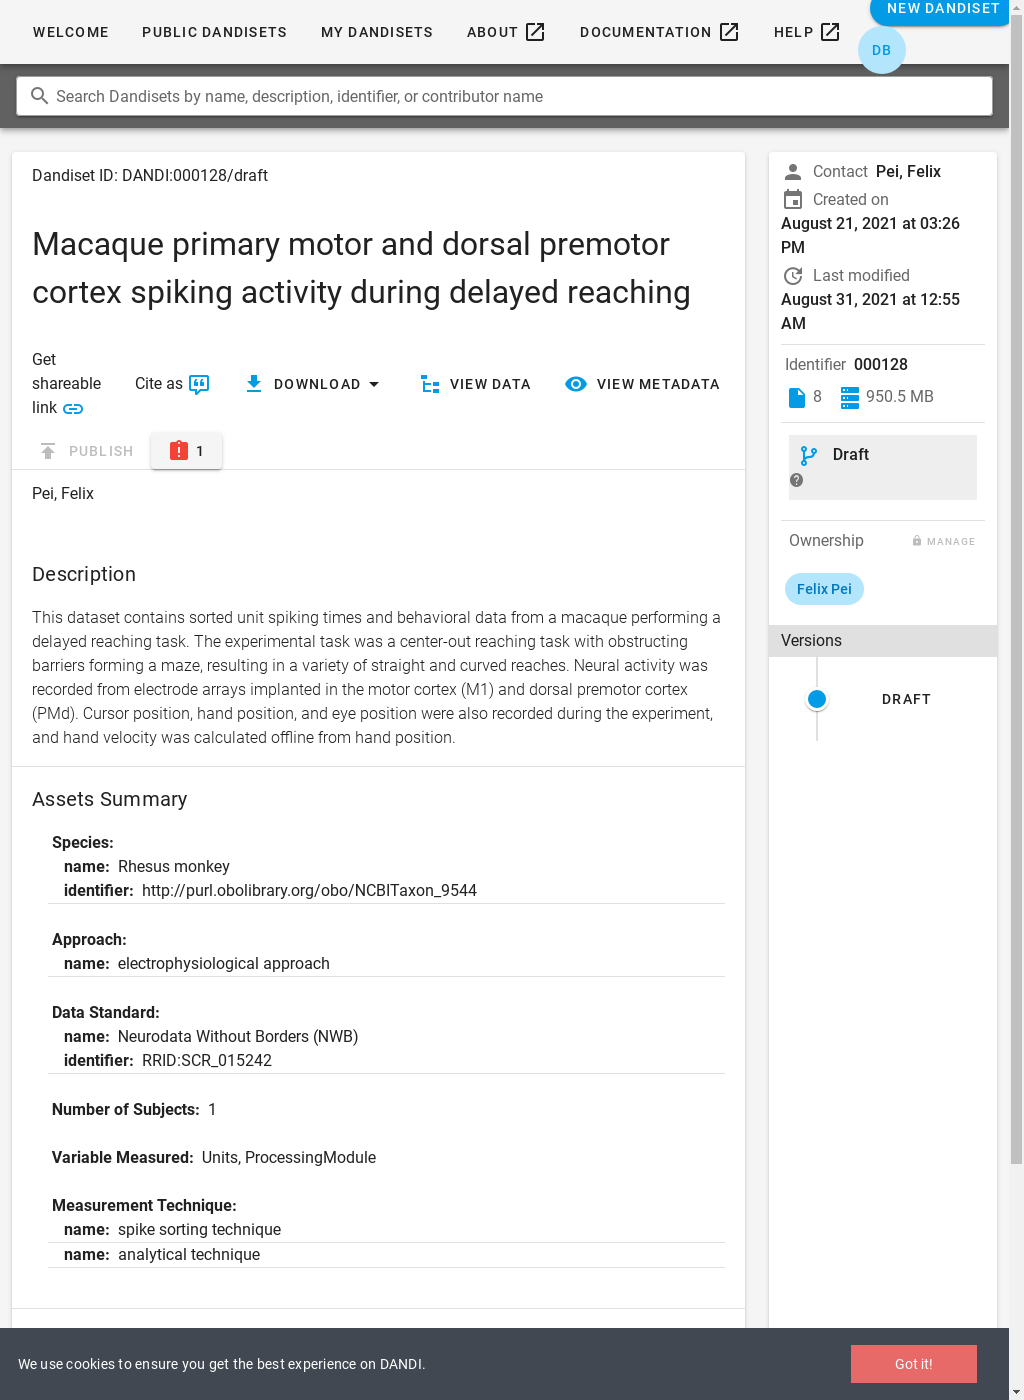 WELCOME
PUBLIC DANDISETS
MY DANDISETS
ABOUT
DOCUMENTATION
HELP
NEW DANDISET
DB
Search Dandisets by name, description, identifier, or contributor name
Dandiset ID: DANDI:000128/draft
Macaque primary motor and dorsal premotor
cortex spiking activity during delayed reaching
Get
shareable
link
Cite as
DOWNLOAD
VIEW DATA
VIEW METADATA
PUBLISH
1
Pei, Felix
Description
This dataset contains sorted unit spiking times and behavioral data from a macaque performing a
delayed reaching task. The experimental task was a center-out reaching task with obstructing
barriers forming a maze, resulting in a variety of straight and curved reaches. Neural activity was
recorded from electrode arrays implanted in the motor cortex (M1) and dorsal premotor cortex
(PMd). Cursor position, hand position, and eye position were also recorded during the experiment,
and hand velocity was calculated offline from hand position.
Assets Summary
Species:
name: Rhesus monkey
identifier: http://purl.obolibrary.org/obo/NCBITaxon_9544
Approach:
name: electrophysiological approach
Data Standard:
name: Neurodata Without Borders (NWB)
identifier: RRID:SCR_015242
Number of Subjects: 1
Variable Measured: Units, ProcessingModule
Measurement Technique:
name: spike sorting technique
name: analytical technique
Contact Pei, Felix
Created on
August 21, 2021 at 03:26
PM
Last modified
August 31, 2021 at 12:55
AM
Identifier 000128
8
950.5 MB
Draft
Ownership
MANAGE
Felix Pei
Versions
DRAFT
We use cookies to ensure you get the best experience on DANDI.
Got it!